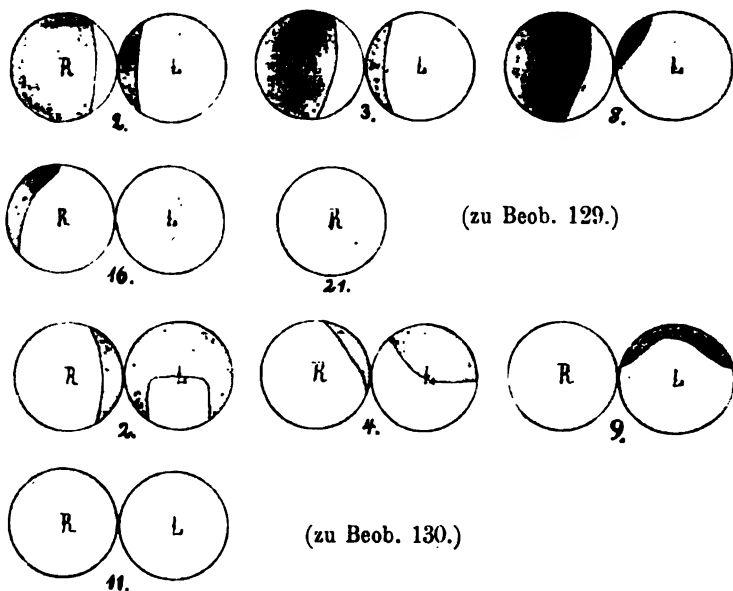 R L R L R L
2. 3. 8.
R L R (zu Beob. 129.)
16. 21.
R L R L R L
2. 4. 9.
R L (zu Beob. 130.)
11.